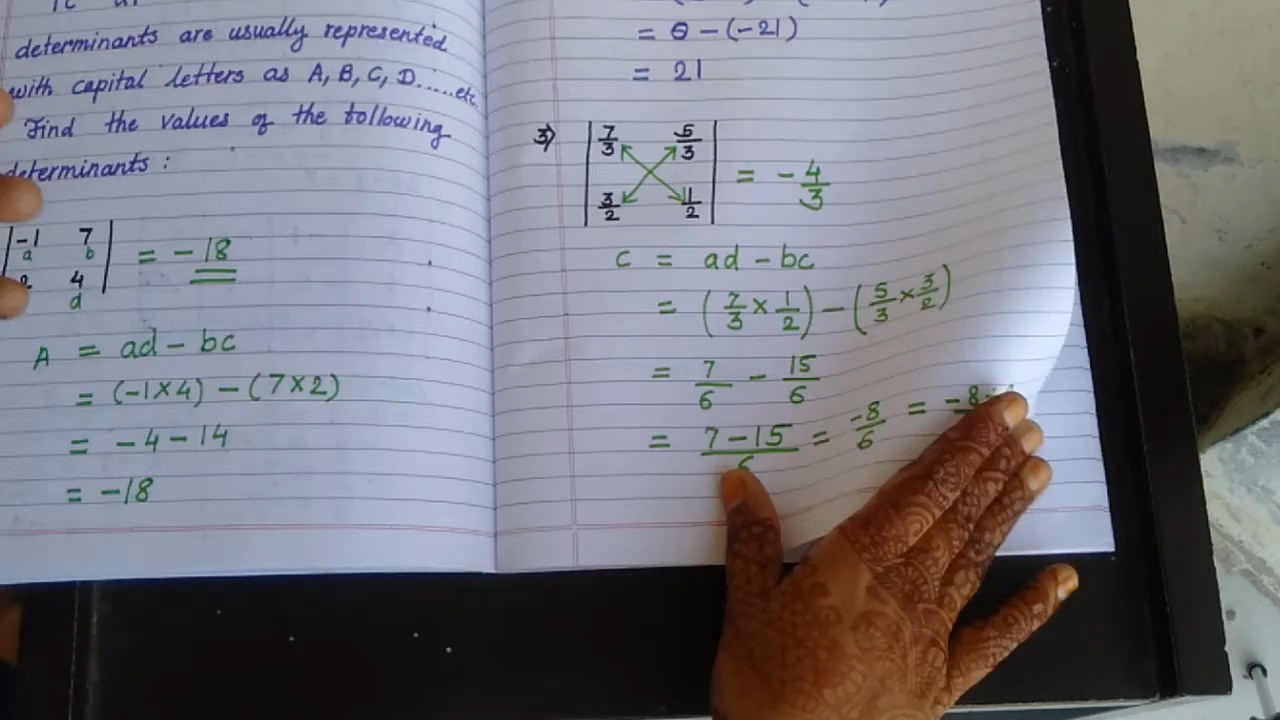 determinants are usually represented
with capital letters as A, B, C, D.....etc.
Find the values of the following
determinants :
| -1 7 | = -18
a b
2 4
d
A = ad - bc
= (-1×4) - (7×2)
= -4 - 14
= -18
= 0 - (-21)
= 21
3) | 7/3 5/3 | = - 4/3
| 3/2 1/2 |
C = ad - bc
= (7/3 × 1/2) - (5/3 × 3/2)
= 7/6 - 15/6
= 7-15/6 = -8/6 = -8